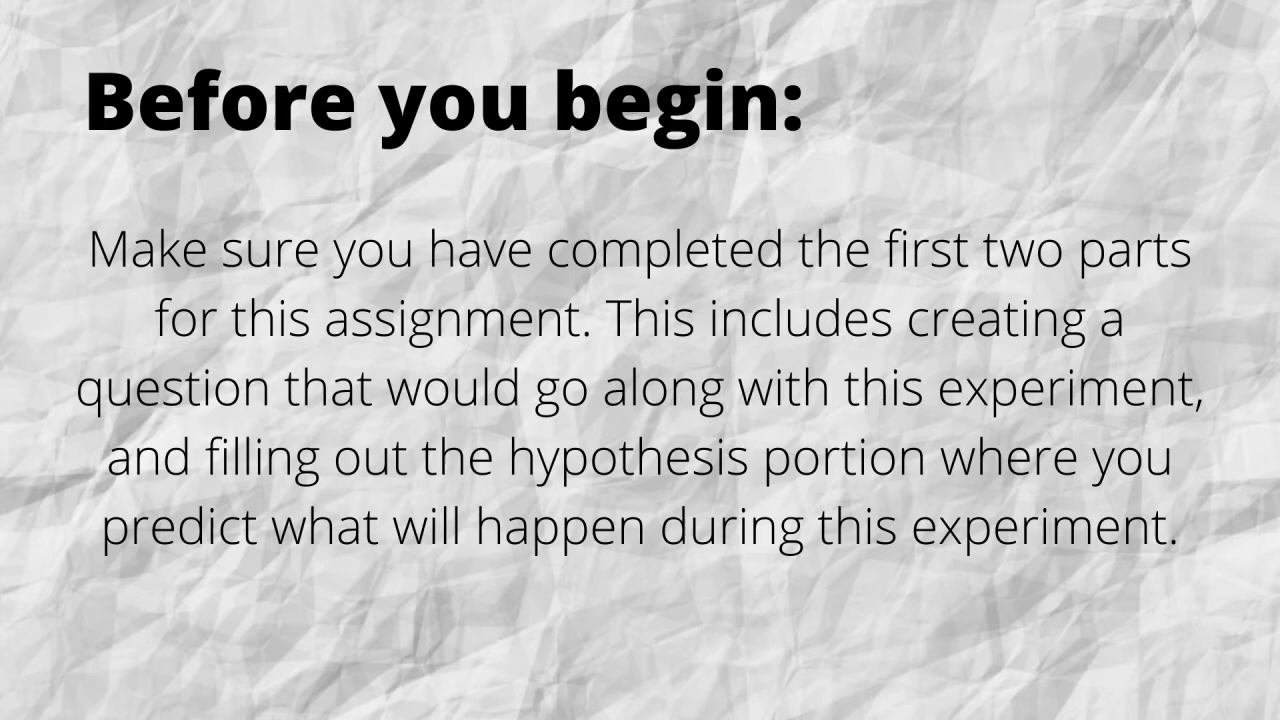 Before you begin:
Make sure you have completed the first two parts
for this assignment. This includes creating a
question that would go along with this experiment,
and filling out the hypothesis portion where you
predict what will happen during this experiment.